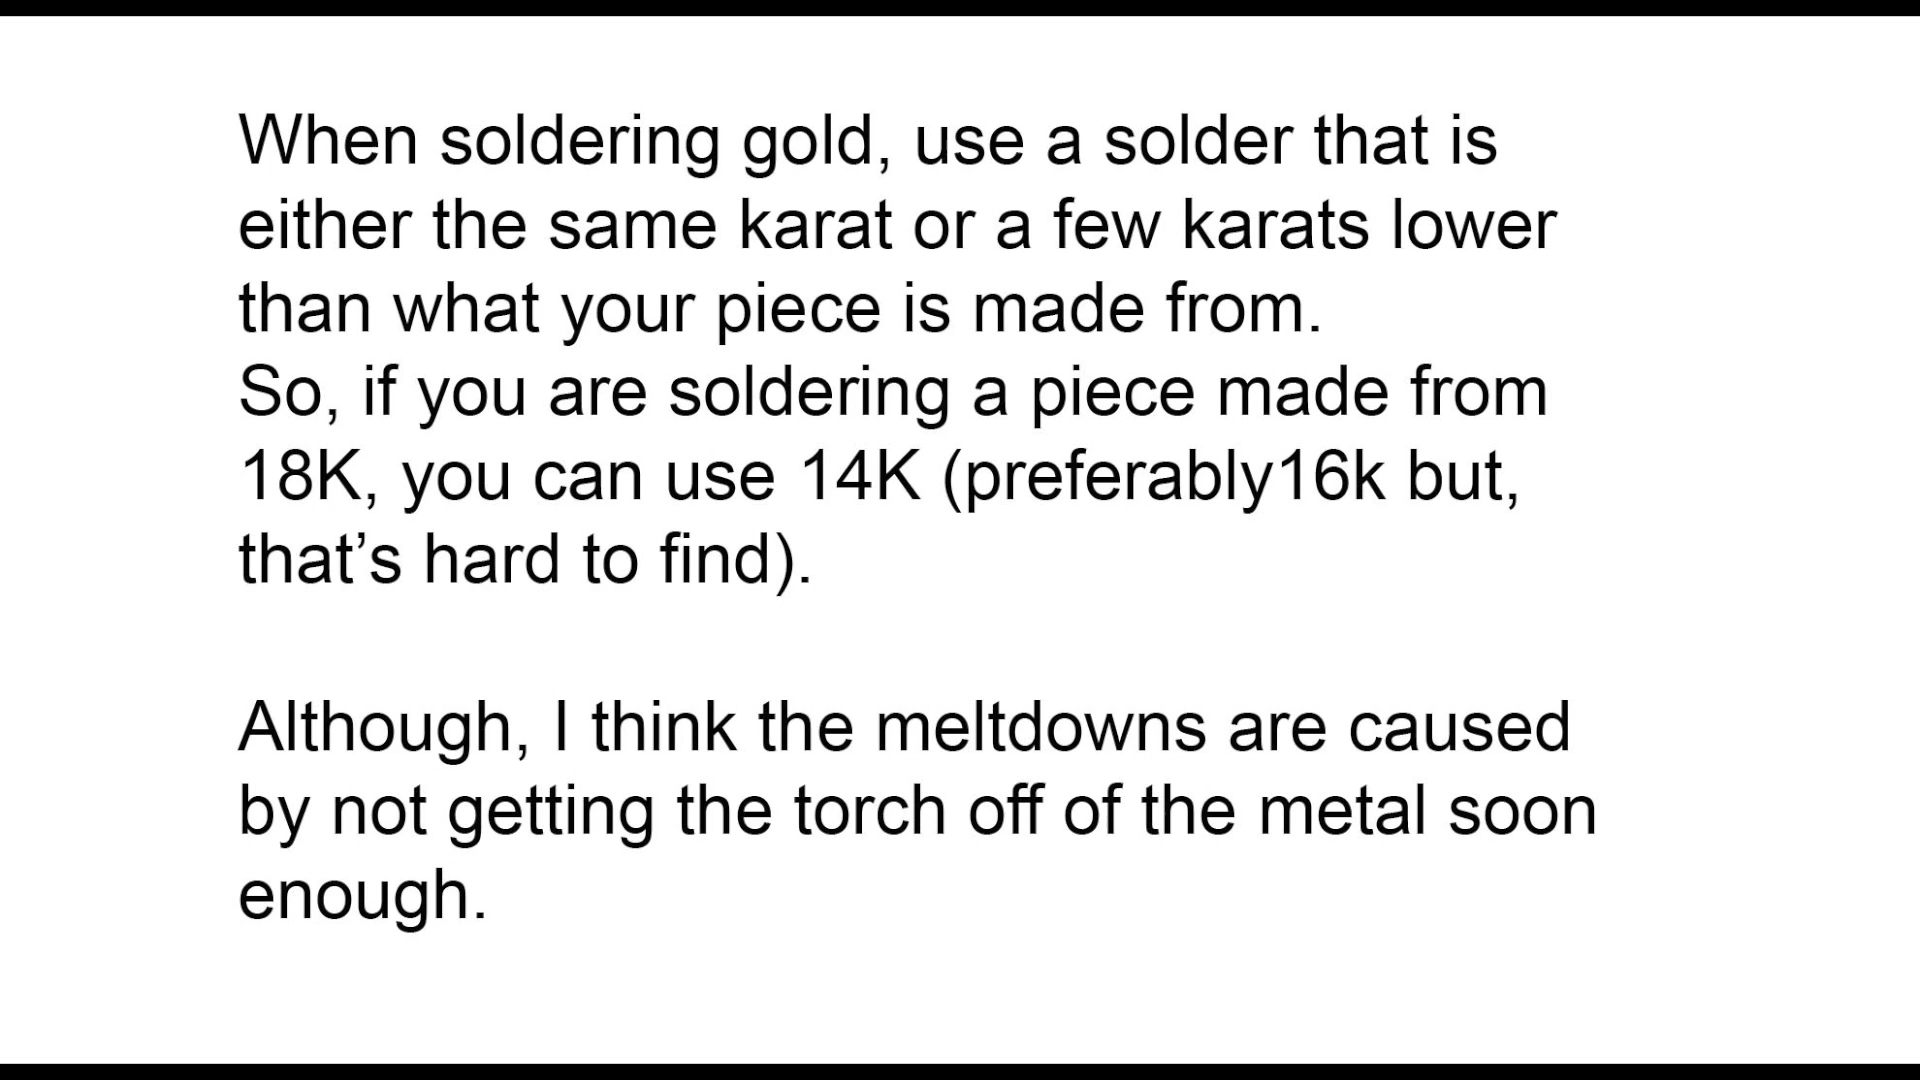 When soldering gold, use a solder that is
either the same karat or a few karats lower
than what your piece is made from.
So, if you are soldering a piece made from
18K, you can use 14K (preferably16k but,
that’s hard to find).
Although, I think the meltdowns are caused
by not getting the torch off of the metal soon
enough.